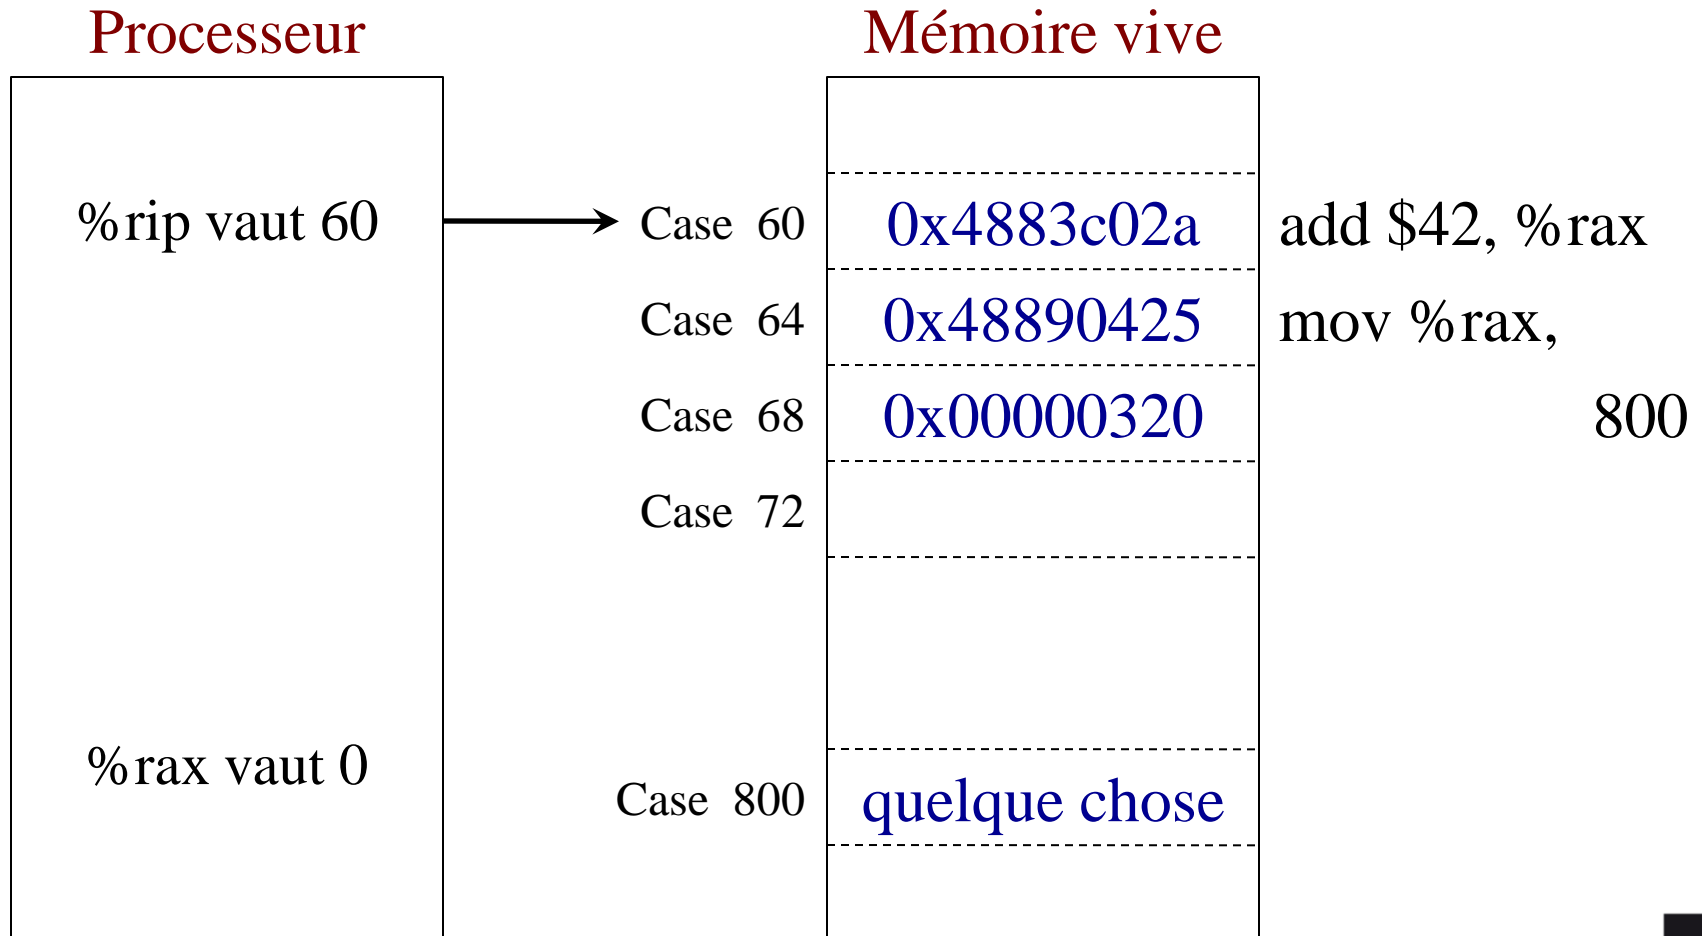 Processeur
Mémoire vive
%rip vaut 60
Case 60
0x4883c02a
add $42, %rax
Case 64
0x48890425
mov %rax,
Case 68
0x00000320
800
Case 72
%rax vaut 0
Case 800
quelque chose